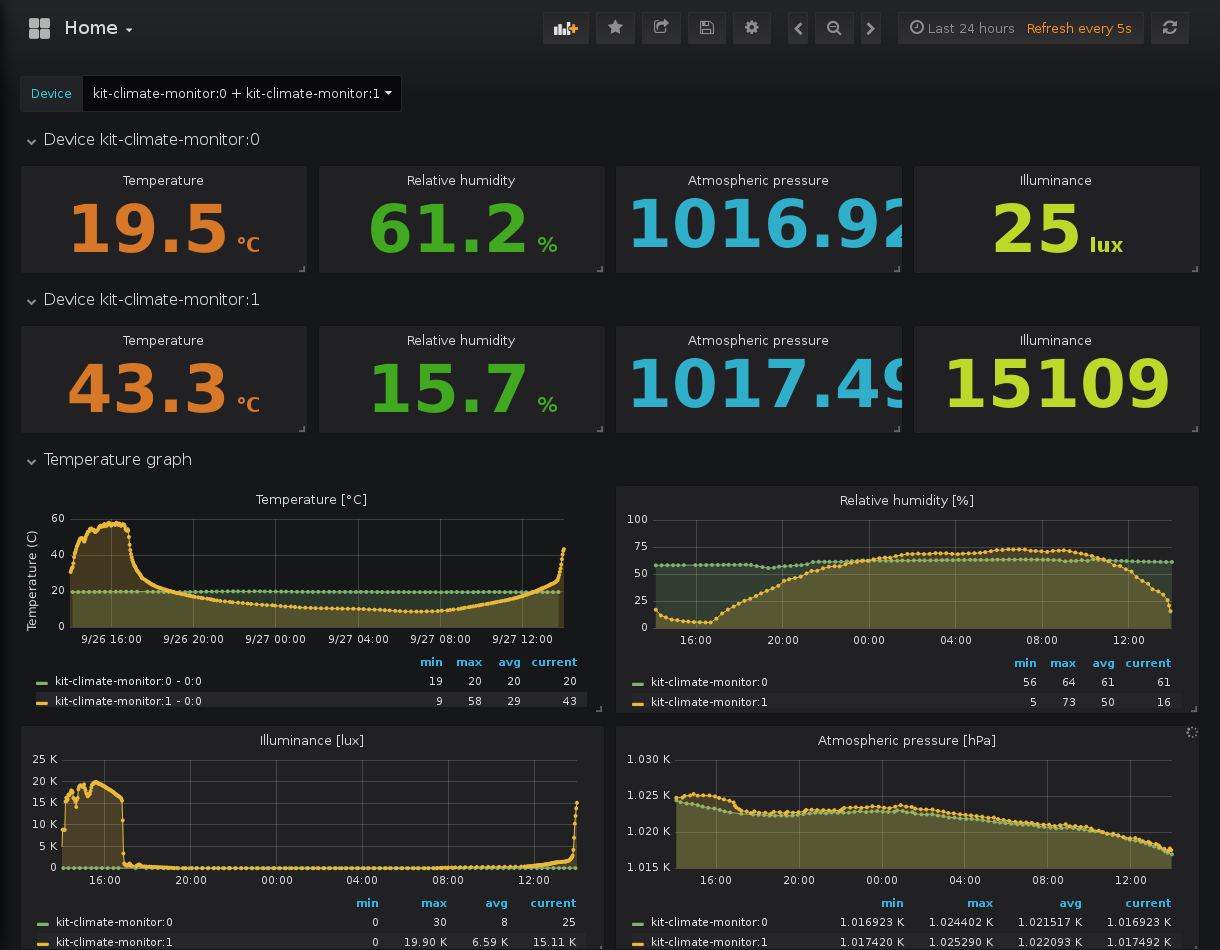 Home
Last 24 hours Refresh every 5s
Device kit-climate-monitor:0 + kit-climate-monitor:1
Device kit-climate-monitor:0
Temperature Relative humidity Atmospheric pressure Illuminance
19.5 °C 61.2 % 1016.92 25 lux
Device kit-climate-monitor:1
Temperature Relative humidity Atmospheric pressure Illuminance
43.3 °C 15.7 % 1017.49 15109
Temperature graph
Temperature [°C]
Temperature (C)
60
40
20
0
9/26 16:00 9/26 20:00 9/27 00:00 9/27 04:00 9/27 08:00 9/27 12:00
min max avg current
kit-climate-monitor:0 - 0:0 19 20 20 20
kit-climate-monitor:1 - 0:0 9 58 29 43
Relative humidity [%]
100
75
50
25
0
16:00 20:00 00:00 04:00 08:00 12:00
min max avg current
kit-climate-monitor:0 56 64 61 61
kit-climate-monitor:1 5 73 50 16
Illuminance [lux]
25 K
20 K
15 K
10 K
5 K
0
16:00 20:00 00:00 04:00 08:00 12:00
min max avg current
kit-climate-monitor:0 0 30 8 25
kit-climate-monitor:1 0 19.90 K 6.59 K 15.11 K
Atmospheric pressure [hPa]
1.030 K
1.025 K
1.020 K
1.015 K
16:00 20:00 00:00 04:00 08:00 12:00
min max avg current
kit-climate-monitor:0 1.016923 K 1.024402 K 1.021517 K 1.016923 K
kit-climate-monitor:1 1.017420 K 1.025290 K 1.022093 K 1.017492 K